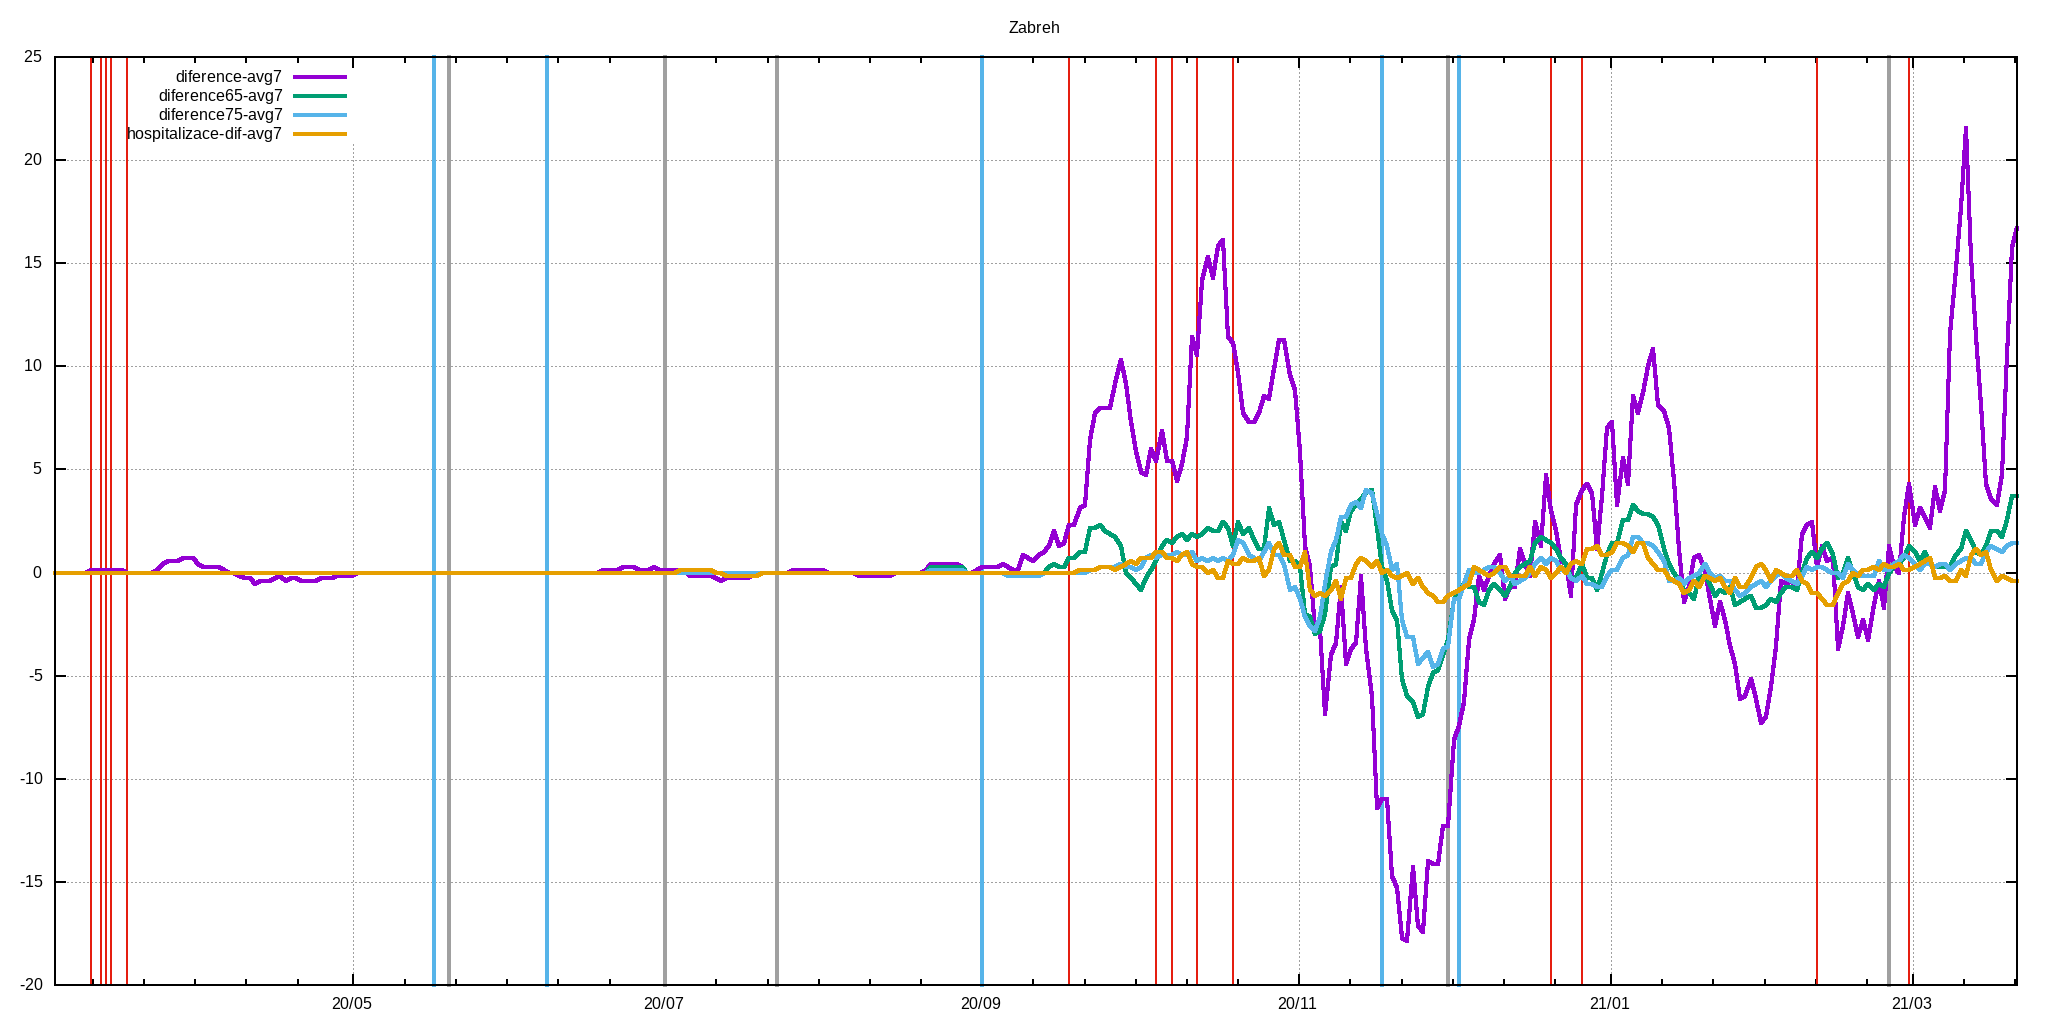 Zabreh
25
diference-avg7
diference65-avg7
diference75-avg7
hospitalizace-dif-avg7
20
15
10
5
0
-5
-10
-15
-20
20/05 20/07 20/09 20/11 21/01 21/03